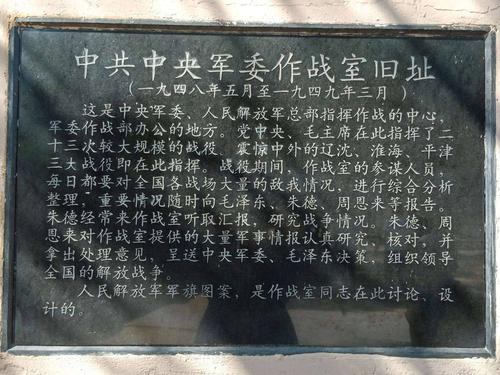 中共中央军委作战室旧址
(一九四八年五月至一九四九年三月)
这是中央军委、人民解放军总部指挥作战的中心,
军委作战部办公的地方。党中央、毛主席在此指挥了二
十三次较大规模的战役、震惊中外的辽沈、淮海、平津
三大战役即在此指挥。战役期间,作战室的参谋人员,
每日都要对全国各战场大量的敌我情况,进行综合分析
整理,重要情况随时向毛泽东、朱德、周恩来等报告。
朱德经常来作战室听取汇报、研究战争情况。朱德、周
恩来对作战室提供的大量军事情报认真研究、核对,并
拿出处理意见,呈送中央军委、毛泽东决策,组织领导
全国的解放战争。
人民解放军军旗图案,是作战室同志在此讨论、设
计的。